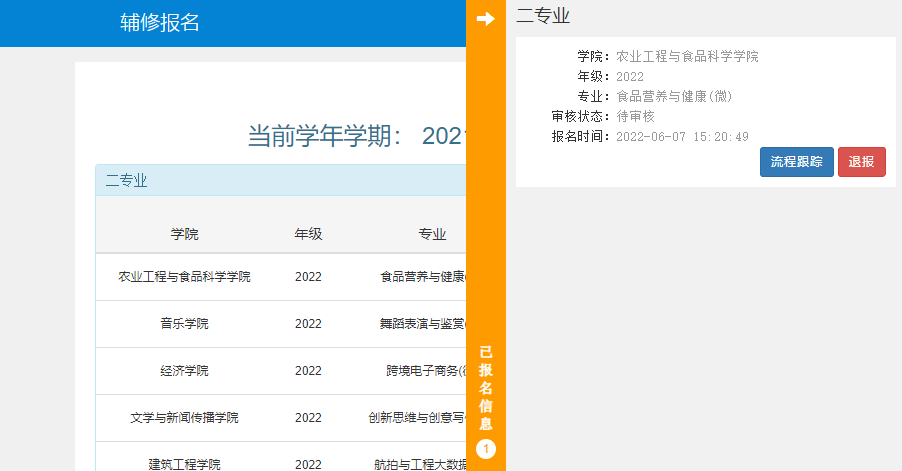 辅修报名
当前学年学期： 2021
二专业
学院 年级 专业
农业工程与食品科学学院 2022 食品营养与健康
音乐学院 2022 舞蹈表演与鉴赏
经济学院 2022 跨境电子商务(
文学与新闻传播学院 2022 创新思维与创意写
建筑工程学院 2022 航拍与工程大数据
已报名信息
1
二专业
学院：农业工程与食品科学学院
年级：2022
专业：食品营养与健康(微)
审核状态：待审核
报名时间：2022-06-07 15:20:49
流程跟踪 退报